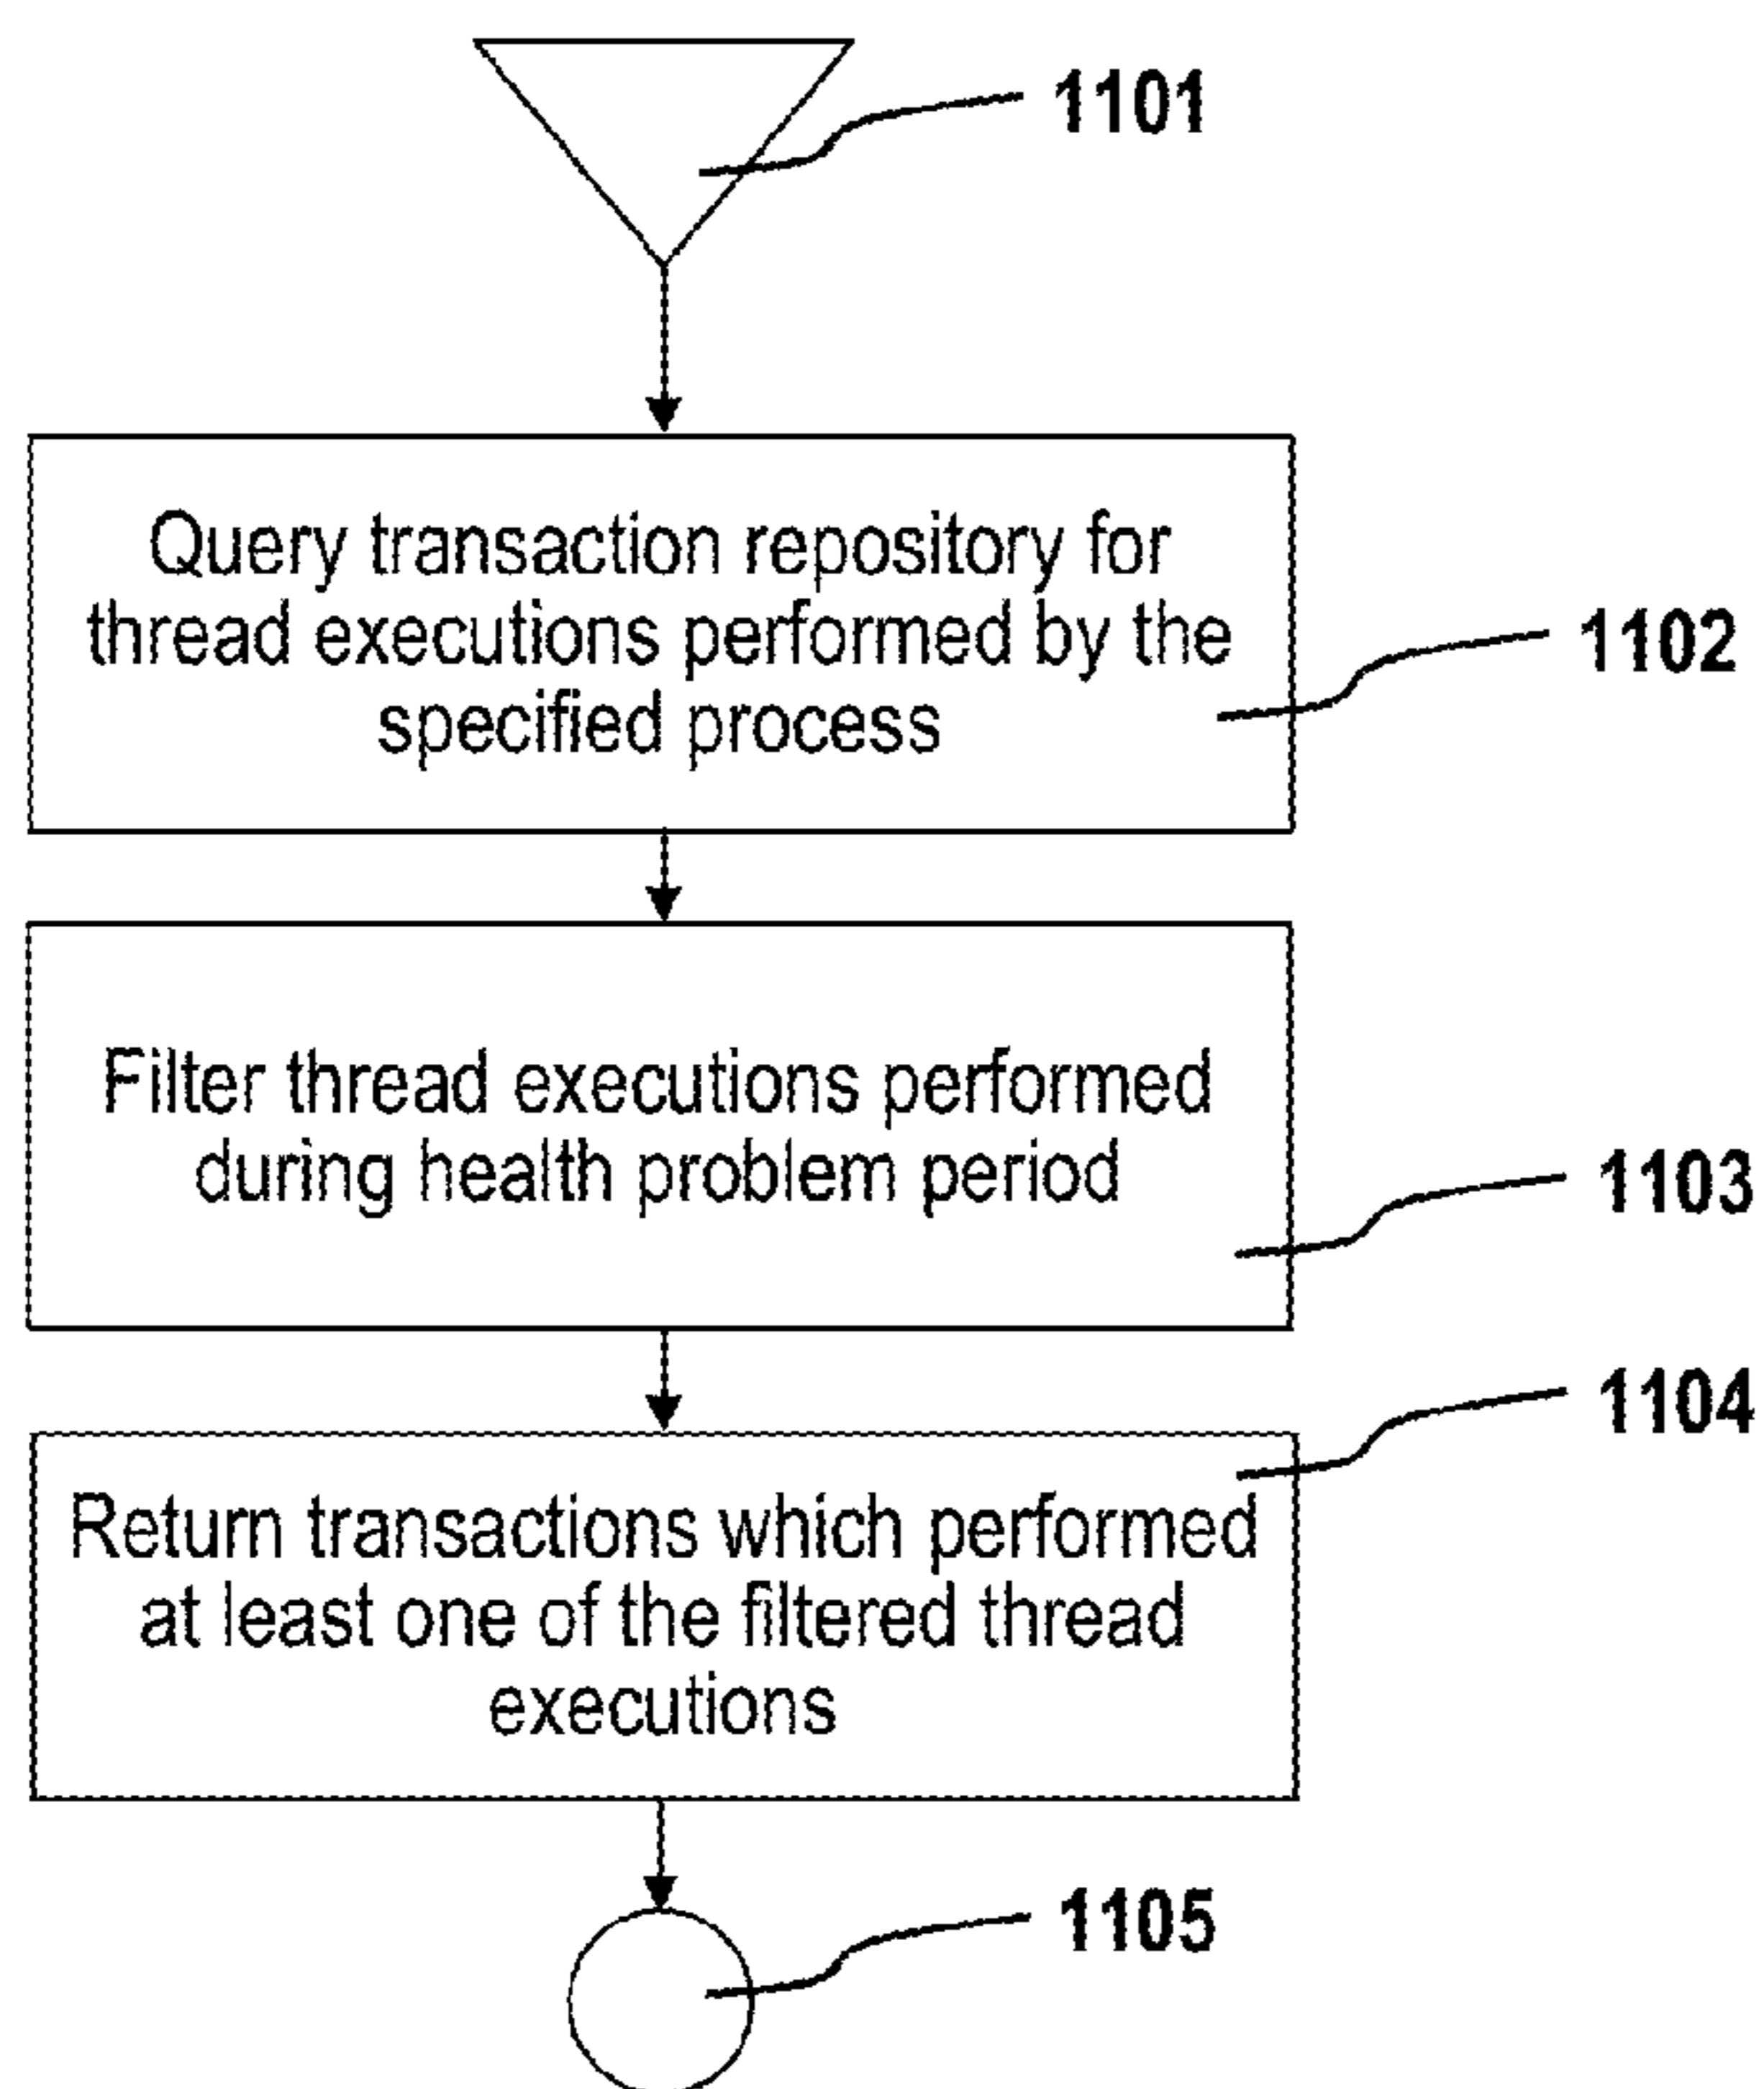 1101
Query transaction repository for
thread executions performed by the
specified process
1102
Filter thread executions performed
during health problem period
1103
1104
Return transactions which performed
at least one of the filtered thread
executions
1105